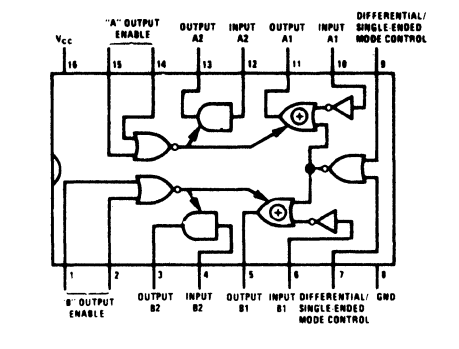 "A" OUTPUT
ENABLE
OUTPUT
A2
INPUT
A2
OUTPUT
A1
INPUT
A1
DIFFERENTIAL/
SINGLE-ENDED
MODE CONTROL
VCC
16
15
14
13
12
11
10
9
1
2
3
4
5
6
7
8
"B" OUTPUT
ENABLE
OUTPUT
B2
INPUT
B2
OUTPUT
B1
INPUT
B1
DIFFERENTIAL/
SINGLE-ENDED
MODE CONTROL
GND